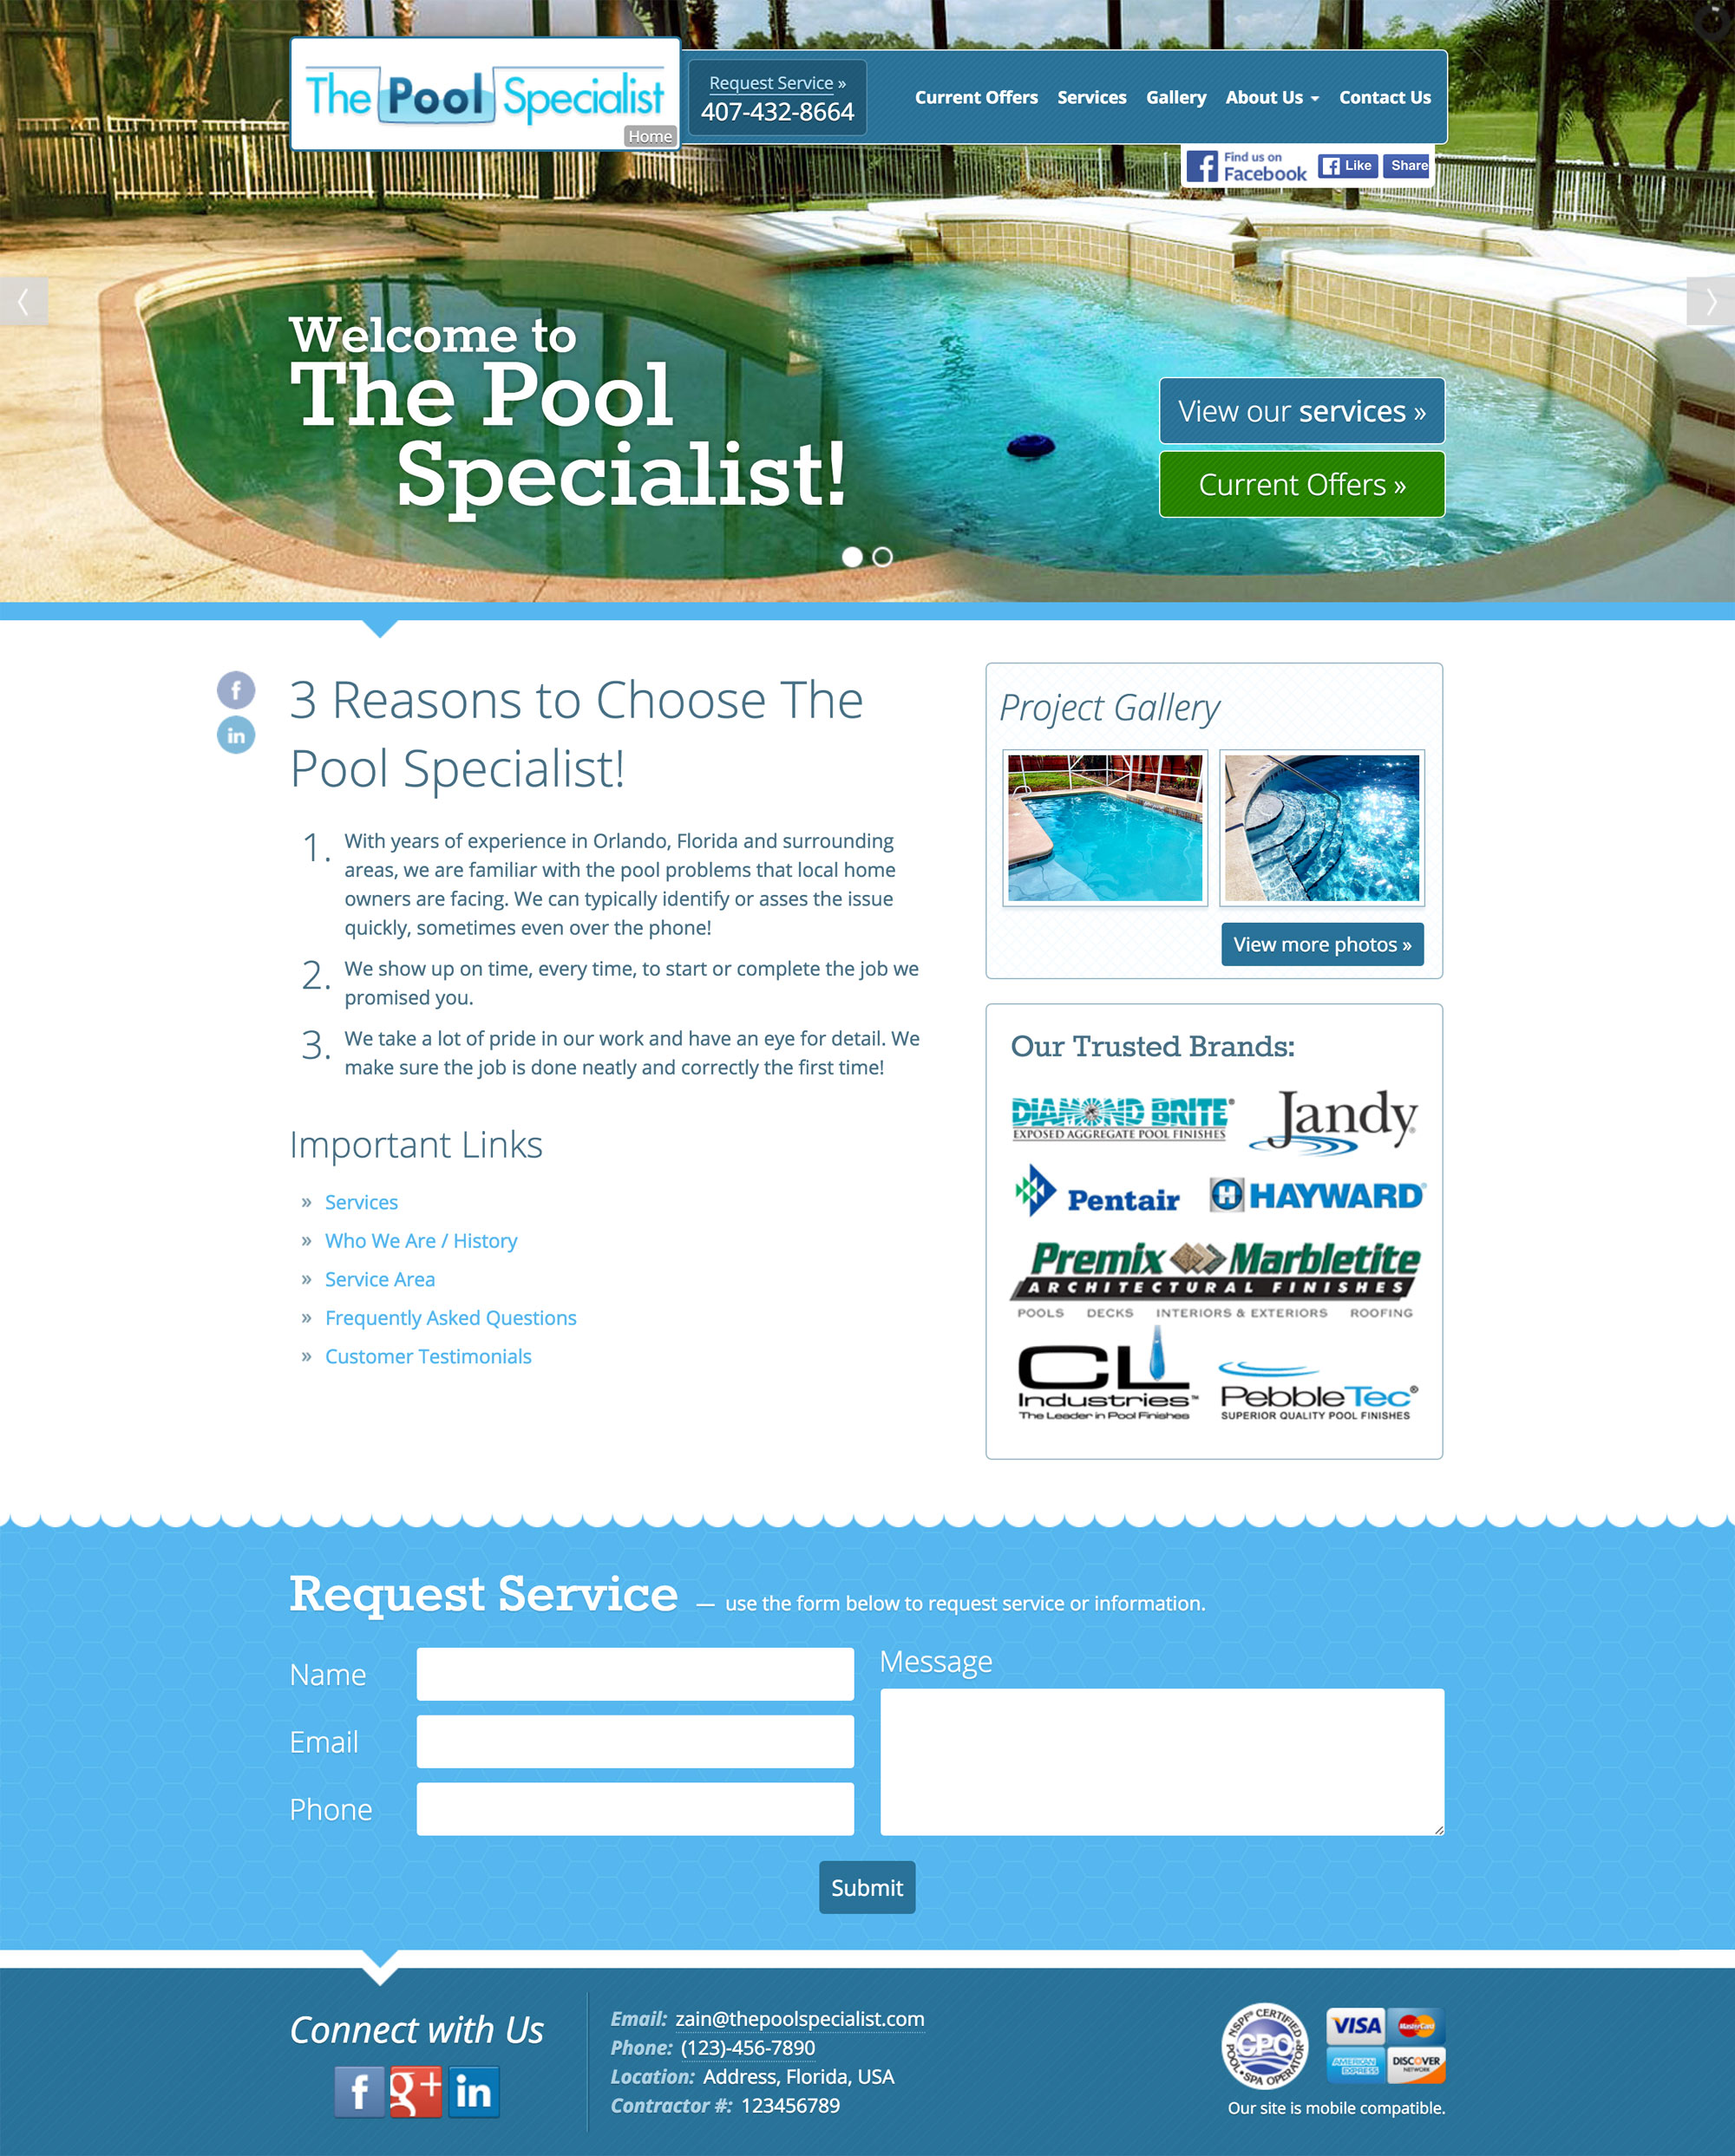 The Pool Specialist
Home
Request Service »
407-432-8664
Current Offers
Services
Gallery
About Us
Contact Us
Find us on
Facebook
Like
Share
Welcome to
The Pool
Specialist!
View our services »
Current Offers »
3 Reasons to Choose The
Pool Specialist!
1. With years of experience in Orlando, Florida and surrounding
areas, we are familiar with the pool problems that local home
owners are facing. We can typically identify or asses the issue
quickly, sometimes even over the phone!
2. We show up on time, every time, to start or complete the job we
promised you.
3. We take a lot of pride in our work and have an eye for detail. We
make sure the job is done neatly and correctly the first time!
Important Links
» Services
» Who We Are / History
» Service Area
» Frequently Asked Questions
» Customer Testimonials
Project Gallery
View more photos »
Our Trusted Brands:
DIAMOND BRITE®
EXPOSED AGGREGATE POOL FINISHES
Jandy®
Pentair
H HAYWARD®
Premix Marbletite
ARCHITECTURAL FINISHES
POOLS DECKS INTERIORS & EXTERIORS ROOFING
CLI
Industries™
The Leader in Pool Finishes
PebbleTec®
SUPERIOR QUALITY POOL FINISHES
Request Service — use the form below to request service or information.
Name
Email
Phone
Message
Submit
Connect with Us
f g+ in
Email: zain@thepoolspecialist.com
Phone: (123)-456-7890
Location: Address, Florida, USA
Contractor #: 123456789
NSPF® CERTIFIED
CPO
POOL•SPA OPERATOR
VISA
MasterCard
AMERICAN EXPRESS
DISCOVER
NETWORK
Our site is mobile compatible.